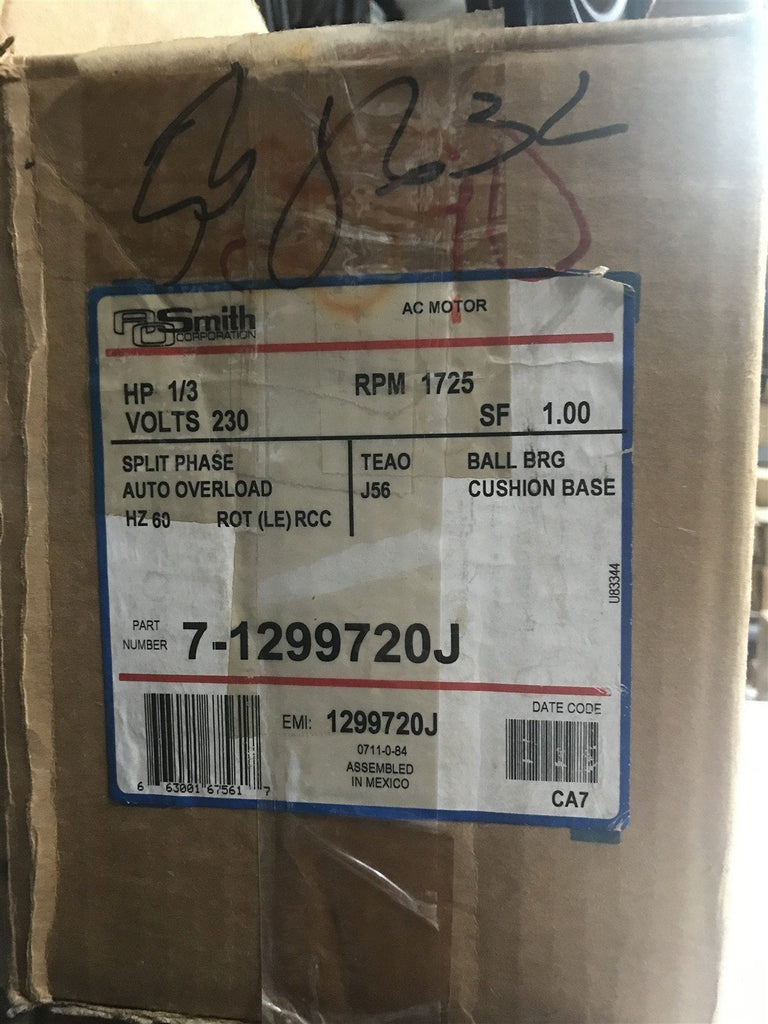 AO Smith
CORPORATION
AC MOTOR
HP 1/3 RPM 1725
VOLTS 230 SF 1.00
SPLIT PHASE TEAO BALL BRG
AUTO OVERLOAD J56 CUSHION BASE
HZ 60 ROT (LE) RCC
U83344
PART
NUMBER 7-1299720J
EMI: 1299720J
DATE CODE
0711-0-84
ASSEMBLED
IN MEXICO
6 63001 67561 7
CA7